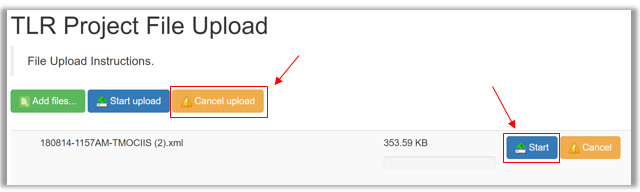 TLR Project File Upload
File Upload Instructions.
Add files... Start upload Cancel upload
180814-1157AM-TMOCIIS (2).xml 353.59 KB Start Cancel